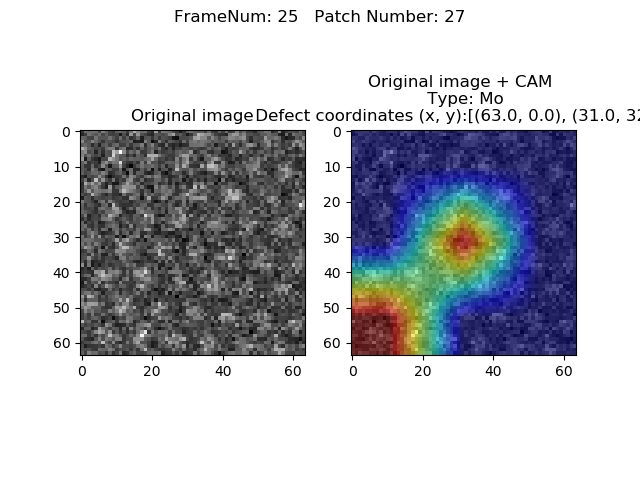 FrameNum: 25   Patch Number: 27
Original image
Original image + CAM
Type: Mo
Defect coordinates (x, y):[(63.0, 0.0), (31.0, 32
0
10
20
30
40
50
60
0 20 40 60
0
10
20
30
40
50
60
0 20 40 60